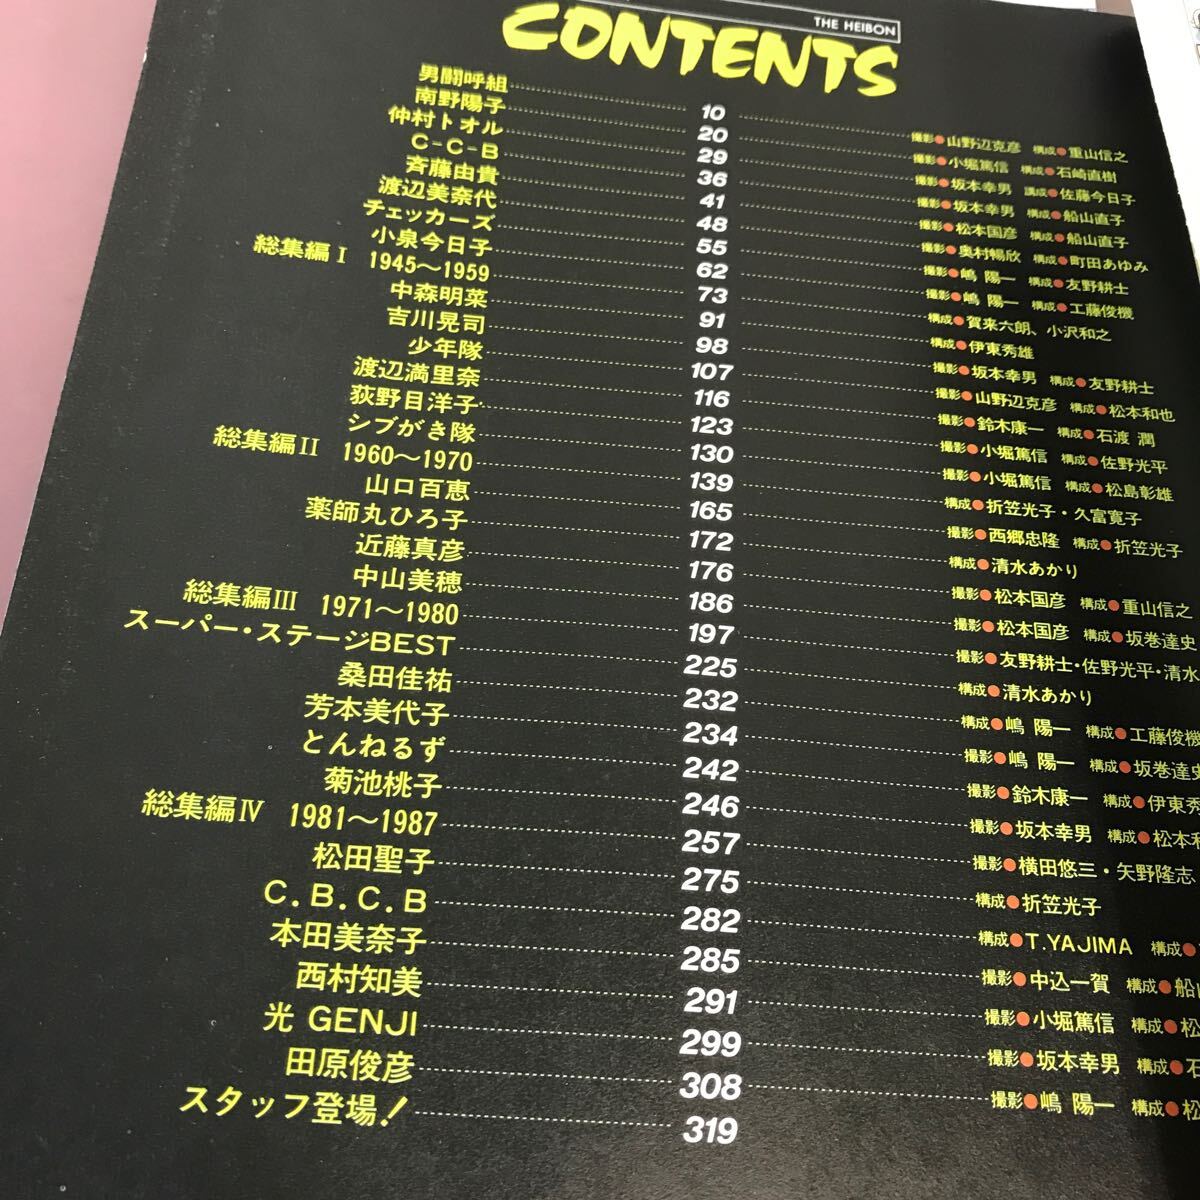 THE HEIBON
CONTENTS
男闘呼組 10 撮影●山野辺克彦 構成●重山信之
南野陽子 20 撮影●小堀篤信 構成●石崎直樹
仲村トオル 29 撮影●坂本幸男 構成●佐藤今日子
C-C-B 36 撮影●坂本幸男 構成●船山直子
斉藤由貴 41 撮影●松本国彦 構成●船山直子
渡辺美奈代 48 撮影●奥村暢欣 構成●町田あゆみ
チェッカーズ 55 撮影●嶋 陽一 構成●友野耕士
小泉今日子 62 撮影●嶋 陽一 構成●工藤俊機
総集編Ⅰ 1945〜1959 73 構成●賀来六朗、小沢和之
中森明菜 91 構成●伊東秀雄
吉川晃司 98 撮影●坂本幸男 構成●友野耕士
少年隊 107 撮影●山野辺克彦 構成●松本和也
渡辺満里奈 116 撮影●鈴木康一 構成●石渡 潤
荻野目洋子 123 撮影●小堀篤信 構成●佐野光平
シブがき隊 130 撮影●小堀篤信 構成●松島彰雄
総集編Ⅱ 1960〜1970 139 構成●折笠光子・久富寛子
山口百恵 165 撮影●西郷忠隆 構成●折笠光子
薬師丸ひろ子 172 構成●清水あかり
近藤真彦 176 撮影●松本国彦 構成●重山信之
中山美穂 186 撮影●松本国彦 構成●坂巻達史
総集編Ⅲ 1971〜1980 197 撮影●友野耕士・佐野光平・清水
スーパー・ステージBEST 225 構成●清水あかり
桑田佳祐 232 構成●嶋 陽一 構成●工藤俊機
芳本美代子 234 撮影●嶋 陽一 構成●坂巻達史
とんねるず 242 撮影●鈴木康一 構成●伊東秀
菊池桃子 246 撮影●坂本幸男 構成●松本和
総集編Ⅳ 1981〜1987 257 撮影●横田悠三・矢野隆志
松田聖子 275 構成●折笠光子
C.B.C.B 282 構成●T.YAJIMA 構成●
本田美奈子 285 撮影●中込一賀 構成●船
西村知美 291 撮影●小堀篤信 構成●松
光 GENJI 299 撮影●坂本幸男 構成●石
田原俊彦 308 撮影●嶋 陽一 構成●松
スタッフ登場! 319